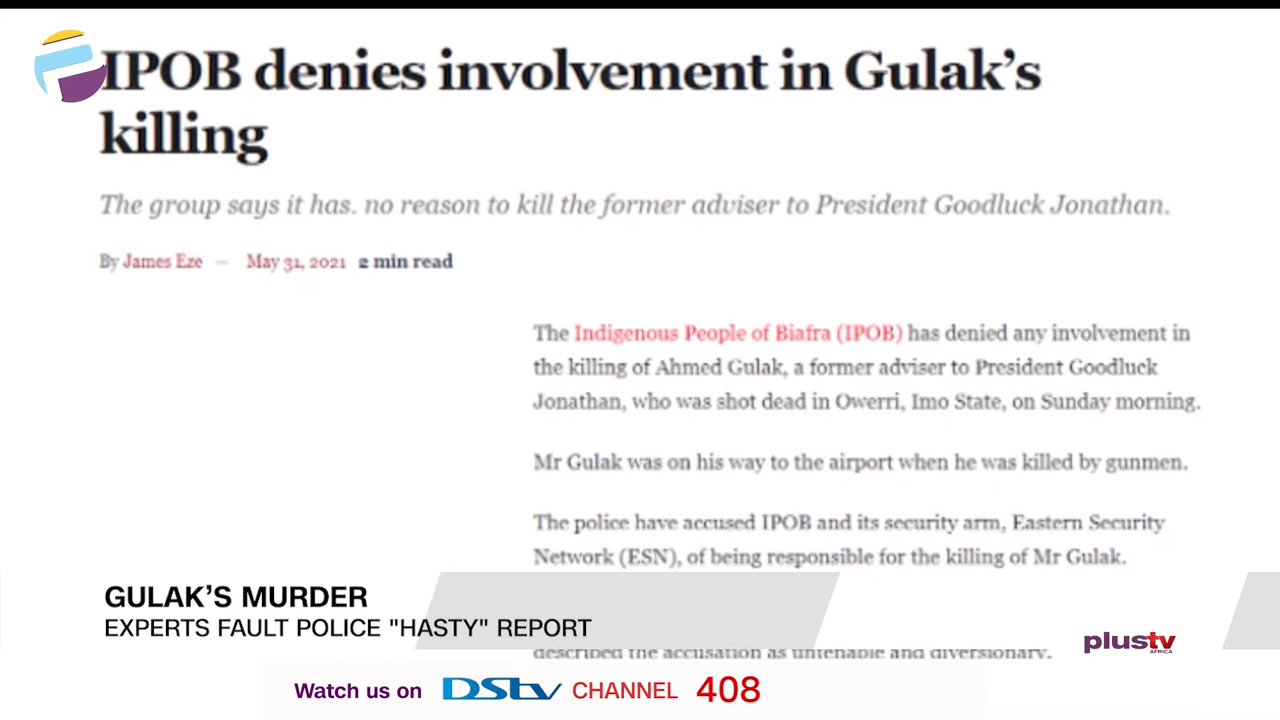 IPOB denies involvement in Gulak's
killing
The group says it has. no reason to kill the former adviser to President Goodluck Jonathan.
By James Eze — May 31, 2021 2 min read
The Indigenous People of Biafra (IPOB) has denied any involvement in
the killing of Ahmed Gulak, a former adviser to President Goodluck
Jonathan, who was shot dead in Owerri, Imo State, on Sunday morning.
Mr Gulak was on his way to the airport when he was killed by gunmen.
The police have accused IPOB and its security arm, Eastern Security
Network (ESN), of being responsible for the killing of Mr Gulak.
described the accusation as untenable and diversionary.
GULAK'S MURDER
EXPERTS FAULT POLICE "HASTY" REPORT
plustv
AFRICA
Watch us on DStv CHANNEL 408